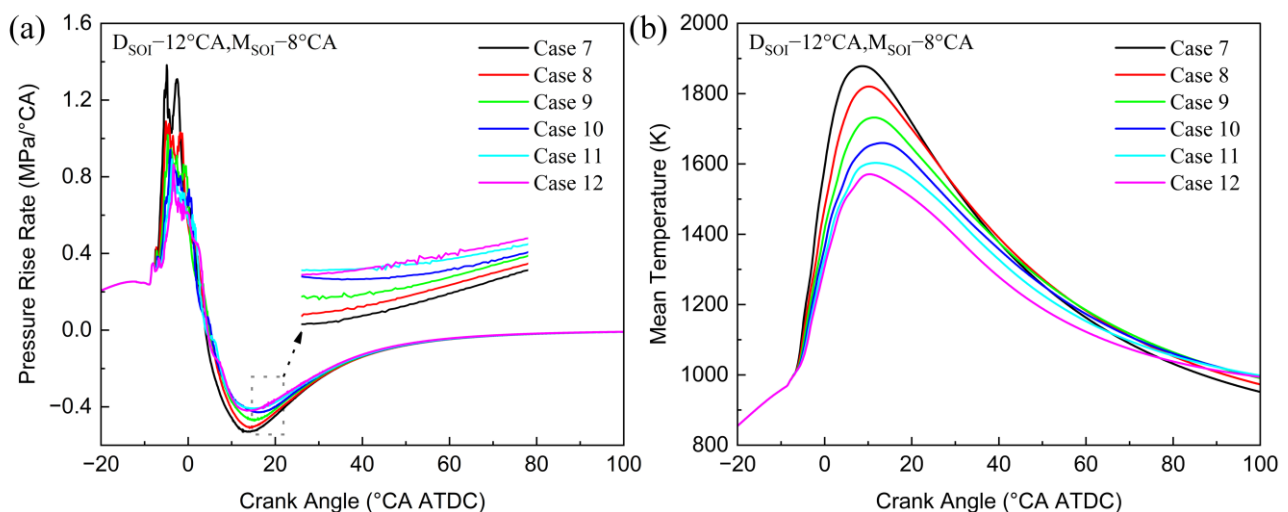 (a)
D_SOI−12°CA,M_SOI−8°CA
Case 7
Case 8
Case 9
Case 10
Case 11
Case 12
Pressure Rise Rate (MPa/°CA)
1.6
1.2
0.8
0.4
0.0
−0.4
−20
0
20
40
60
80
100
Crank Angle (°CA ATDC)
(b)
D_SOI−12°CA,M_SOI−8°CA
Case 7
Case 8
Case 9
Case 10
Case 11
Case 12
Mean Temperature (K)
2000
1800
1600
1400
1200
1000
800
−20
0
20
40
60
80
100
Crank Angle (°CA ATDC)